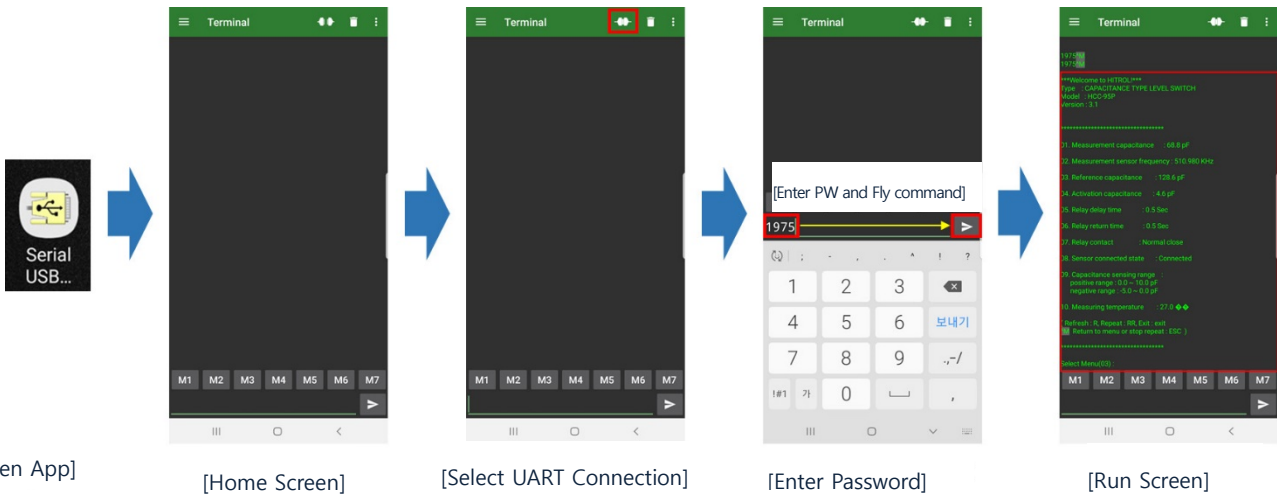 Serial
USB...
en App]
Terminal
M1 M2 M3 M4 M5 M6 M7
[Home Screen]
Terminal
M1 M2 M3 M4 M5 M6 M7
[Select UART Connection]
Terminal
[Enter PW and Fly command]
1975
; - , . ^ ! ?
1 2 3
4 5 6 보내기
7 8 9 .,-/
!#1 가 0 ,
[Enter Password]
Terminal
1975
1975
***Welcome to HITROL!***
Type : CAPACITANCE TYPE LEVEL SWITCH
Model : HCC-95P
Version : 3.1
***********************************
01. Measurement capacitance : 68.8 pF
02. Measurement sensor frequency : 510.980 KHz
03. Reference capacitance : 128.6 pF
04. Activation capacitance : 4.6 pF
05. Relay delay time : 0.5 Sec
06. Relay return time : 0.5 Sec
07. Relay contact : Normal close
08. Sensor connected state : Connected
09. Capacitance sensing range :
positive range : 0.0 ~ 10.0 pF
negative range : -5.0 ~ 0.0 pF
10. Measuring temperature : 27.0 ��
( Refresh : R, Repeat : RR, Exit : exit
Return to menu or stop repeat : ESC )
***********************************
Select Menu(03) :
M1 M2 M3 M4 M5 M6 M7
[Run Screen]